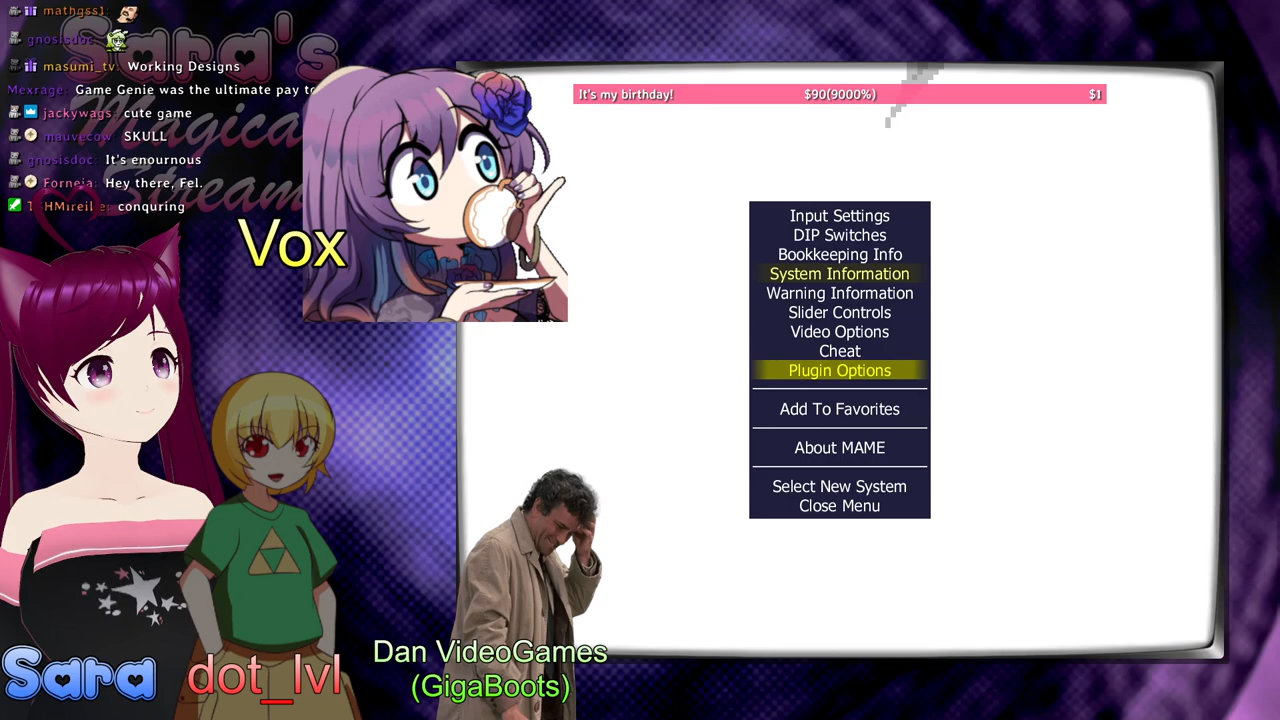 mathgss1:
gnosisdoc:
masumi_tv: Working Designs
Mexrage: Game Genie was the ultimate pay to
jackywags: cute game
mauvecow: SKULL
gnosisdoc: It's enournous
Forneia: Hey there, Fel.
conquring
Sara's
Magical
Stream
Vox
It's my birthday! $90(9000%) $1
Input Settings
DIP Switches
Bookkeeping Info
System Information
Warning Information
Slider Controls
Video Options
Cheat
Plugin Options
Add To Favorites
About MAME
Select New System
Close Menu
Sara
dot_lvl
Dan VideoGames
(GigaBoots)